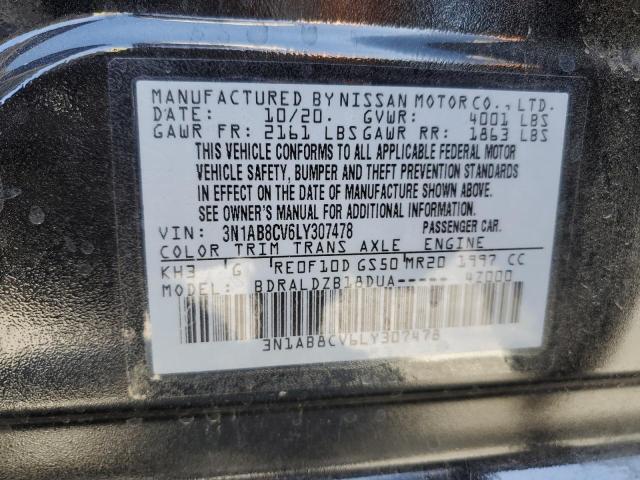 MANUFACTURED BY NISSAN MOTOR CO., LTD.
DATE: 10/20. GVWR: 4001 LBS
GAWR FR: 2161 LBS GAWR RR: 1863 LBS
THIS VEHICLE CONFORMS TO ALL APPLICABLE FEDERAL MOTOR
VEHICLE SAFETY, BUMPER AND THEFT PREVENTION STANDARDS
IN EFFECT ON THE DATE OF MANUFACTURE SHOWN ABOVE.
SEE OWNER'S MANUAL FOR ADDITIONAL INFORMATION.
VIN: 3N1AB8CV6LY307478 PASSENGER CAR.
COLOR TRIM TRANS AXLE ENGINE
KH3 G RE0F10D GS50 MR20 1997 CC
MODEL: BDRALDZB18DUA----- 42000
3N1AB8CV6LY307478